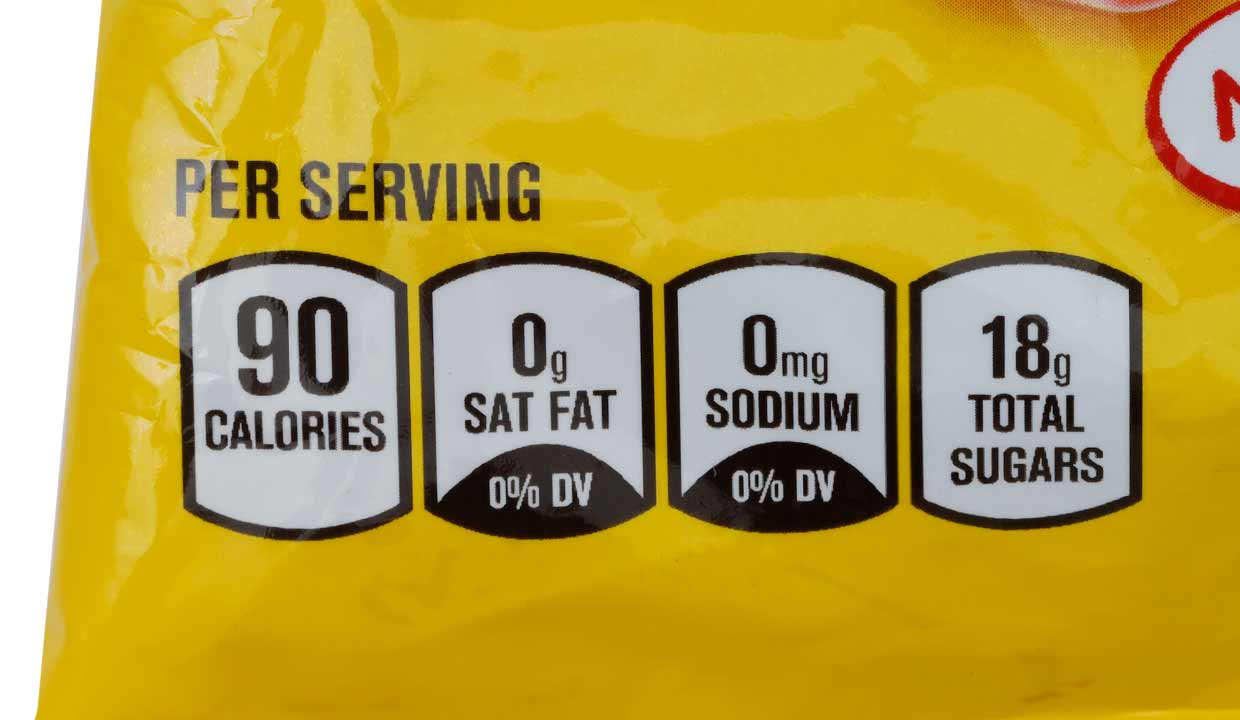 PER SERVING
90
CALORIES
0g
SAT FAT
0% DV
0mg
SODIUM
0% DV
18g
TOTAL
SUGARS